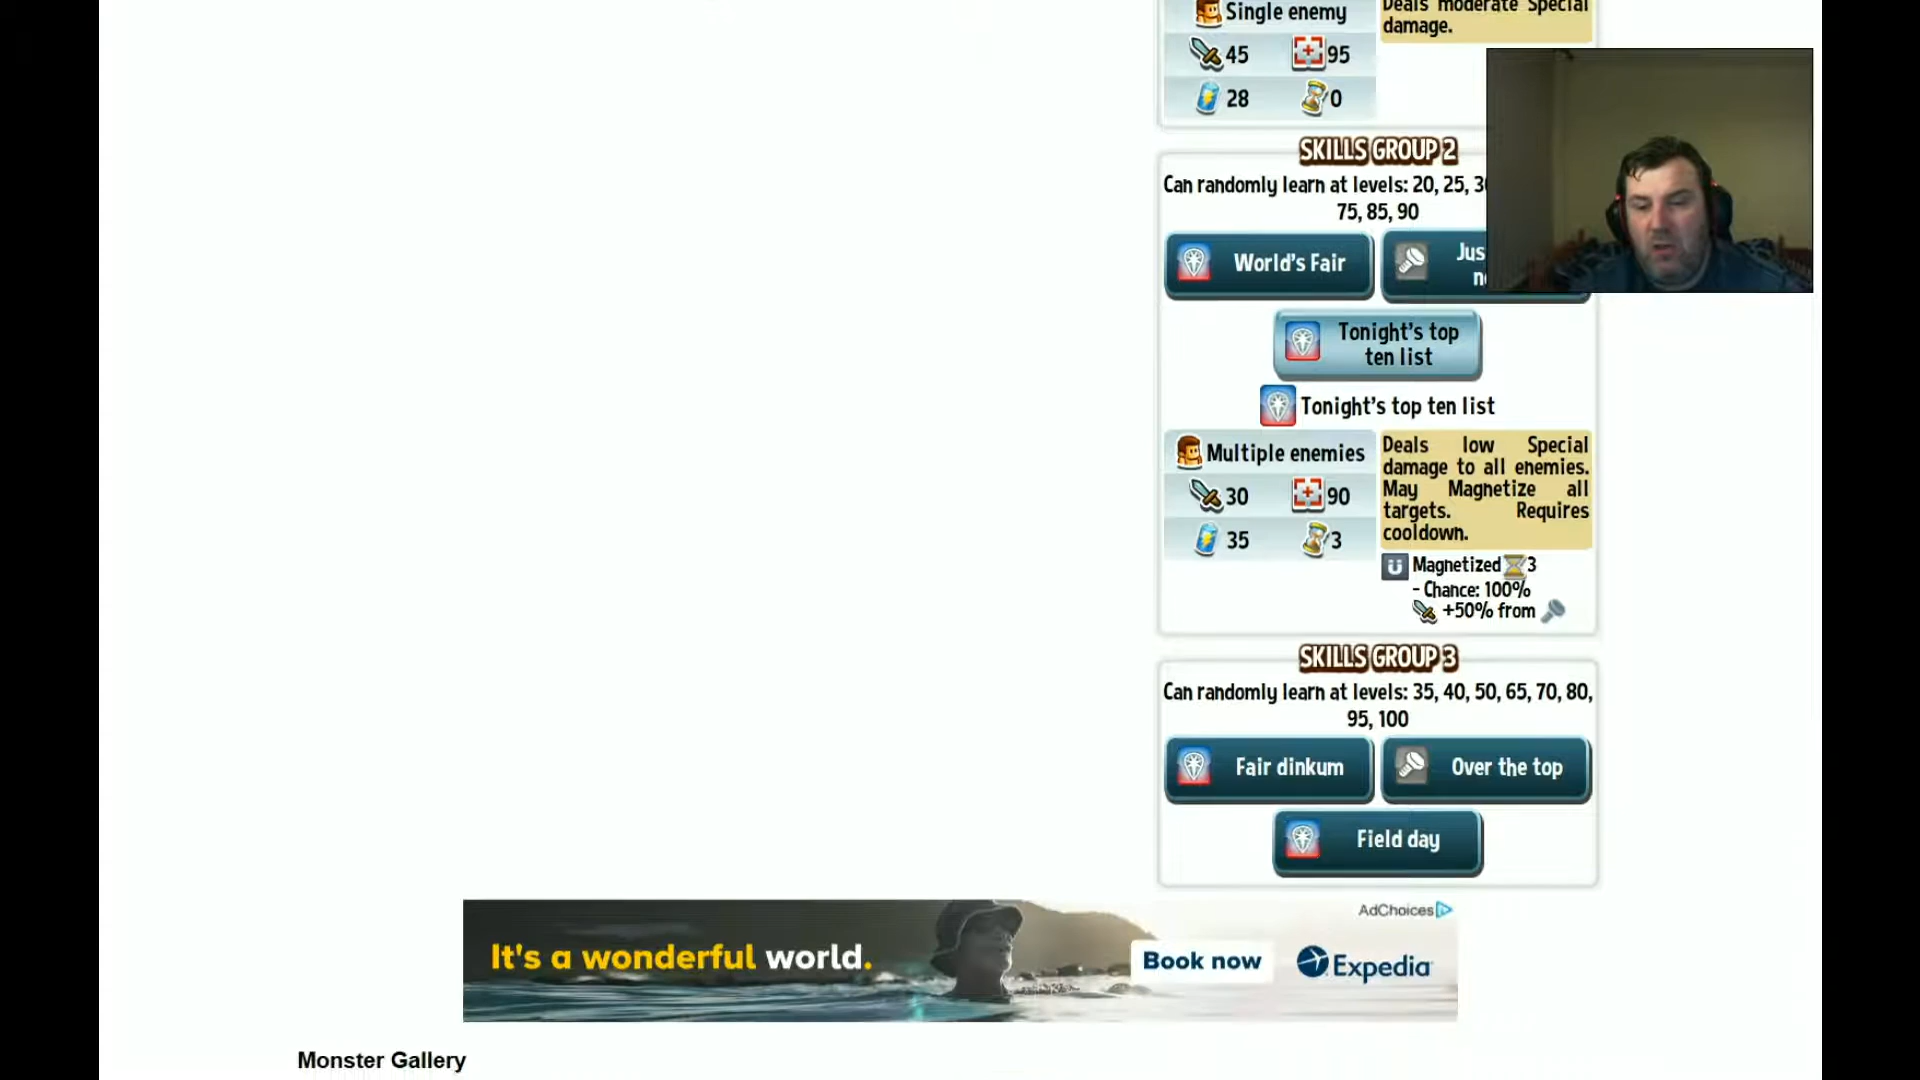 Single enemy
Deals moderate Special
damage.
45 95
28 0
SKILLS GROUP 2
Can randomly learn at levels: 20, 25,
75, 85, 90
World's Fair
Tonight's top
ten list
Tonight's top ten list
Multiple enemies
30 90
35 3
Deals low Special
damage to all enemies.
May Magnetize all
targets. Requires
cooldown.
Magnetized 3
- Chance: 100%
+50% from
SKILLS GROUP 3
Can randomly learn at levels: 35, 40, 50, 65, 70, 80,
95, 100
Fair dinkum
Over the top
Field day
AdChoices
It's a wonderful world.
Book now
Expedia
Monster Gallery